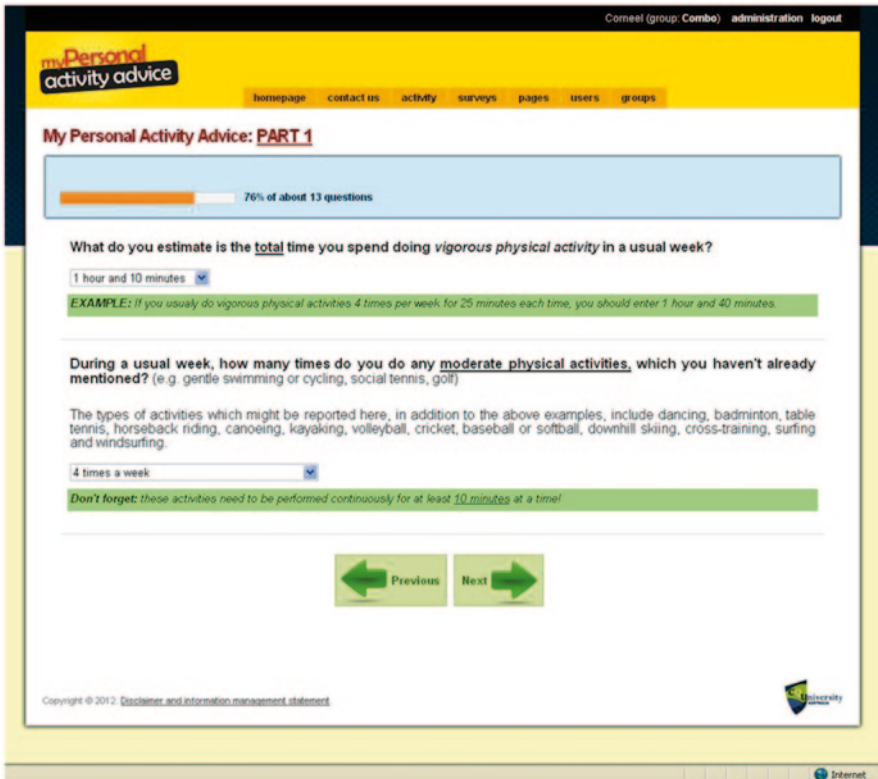 Corneel (group: Combo) administration logout
myPersonal
activity advice
homepage contact us activity surveys pages users groups
My Personal Activity Advice: PART 1
76% of about 13 questions
What do you estimate is the total time you spend doing vigorous physical activity in a usual week?
1 hour and 10 minutes
EXAMPLE: If you usualy do vigorous physical activities 4 times per week for 25 minutes each time, you should enter 1 hour and 40 minutes.
During a usual week, how many times do you do any moderate physical activities, which you haven't already
mentioned? (e.g. gentle swimming or cycling, social tennis, golf)
The types of activities which might be reported here, in addition to the above examples, include dancing, badminton, table
tennis, horseback riding, canoeing, kayaking, volleyball, cricket, baseball or softball, downhill skiing, cross-training, surfing
and windsurfing.
4 times a week
Don't forget: these activities need to be performed continuously for at least 10 minutes at a time!
Previous Next
Copyright © 2012. Disclaimer and information management statement
University
AUSTRALIA
Internet